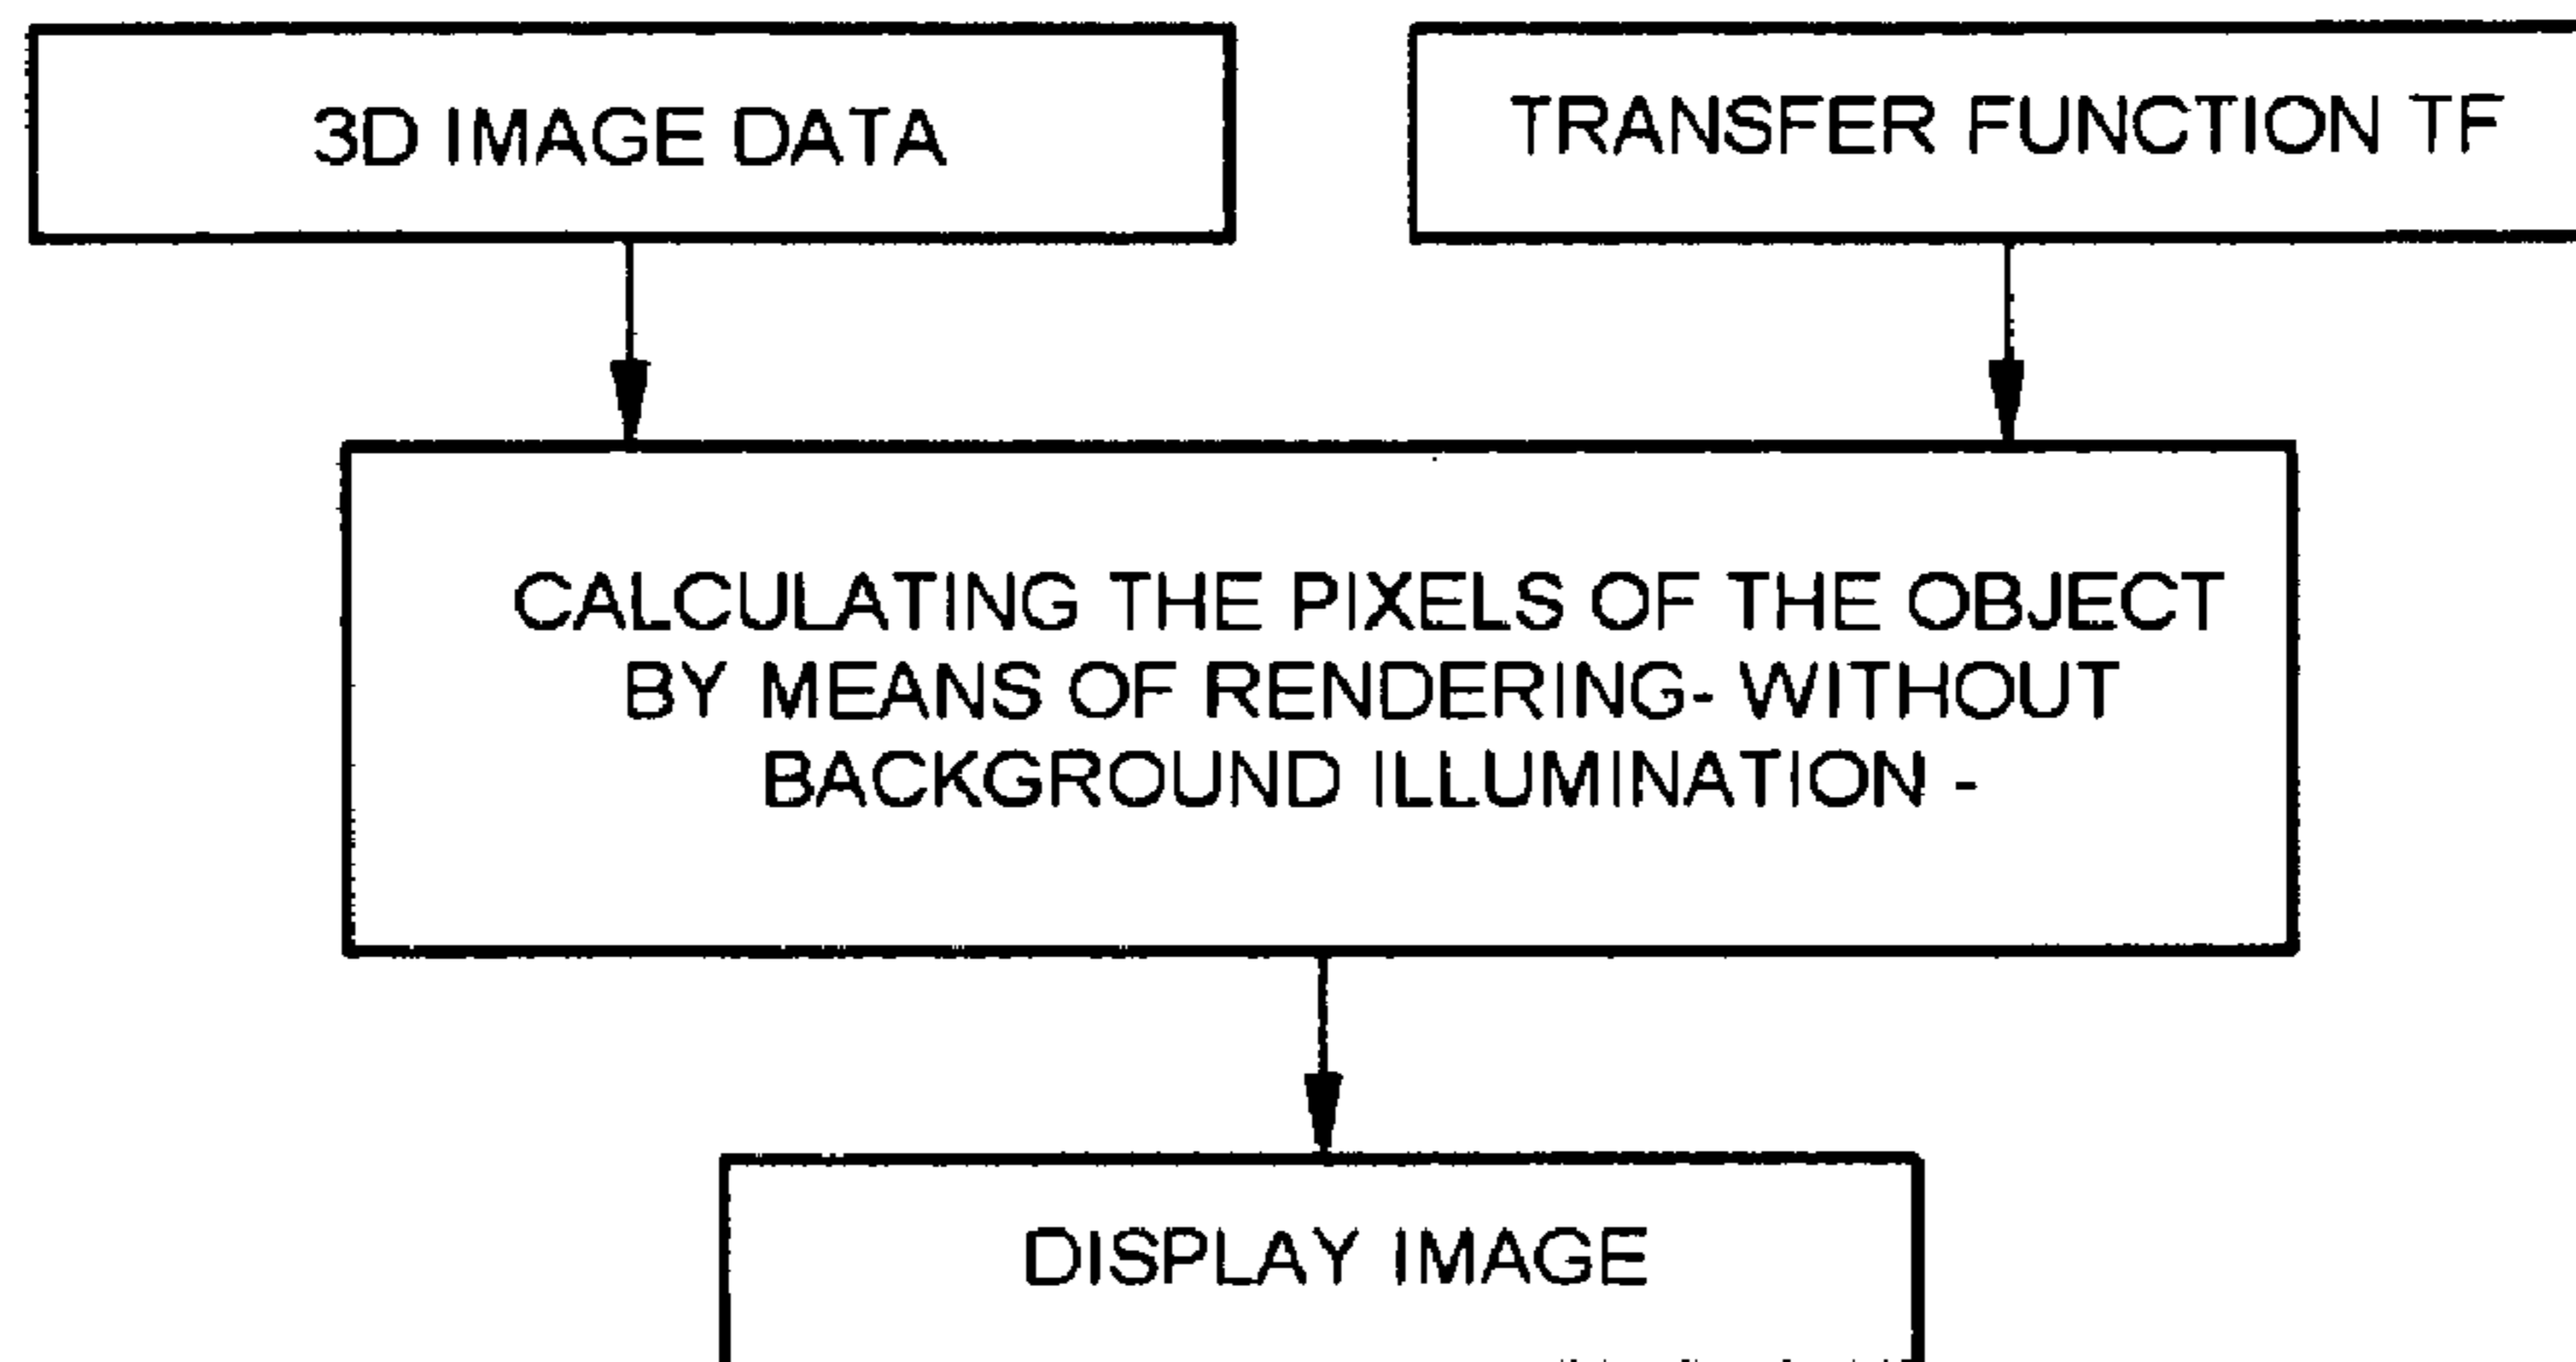 3D IMAGE DATA
TRANSFER FUNCTION TF
CALCULATING THE PIXELS OF THE OBJECT
BY MEANS OF RENDERING- WITHOUT
BACKGROUND ILLUMINATION -
DISPLAY IMAGE